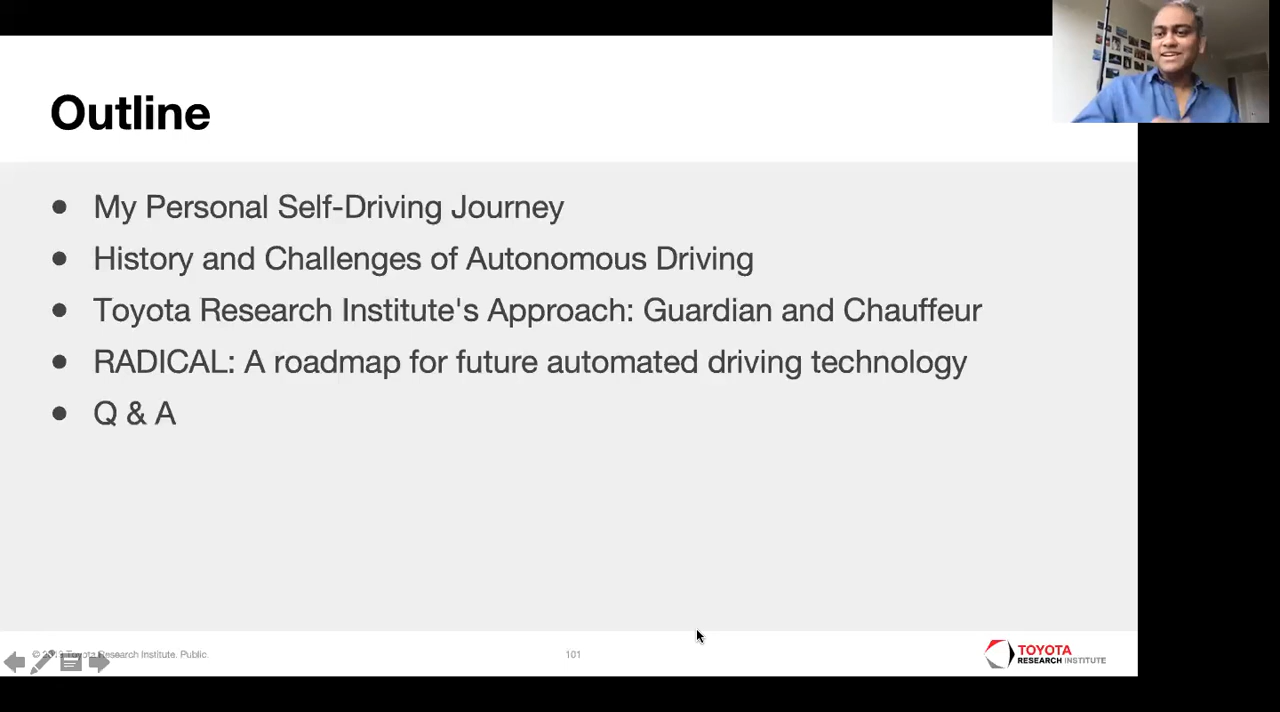 Outline
● My Personal Self-Driving Journey
● History and Challenges of Autonomous Driving
● Toyota Research Institute's Approach: Guardian and Chauffeur
● RADICAL: A roadmap for future automated driving technology
● Q & A
© Toyota Research Institute. Public.
101
TOYOTA
RESEARCH INSTITUTE